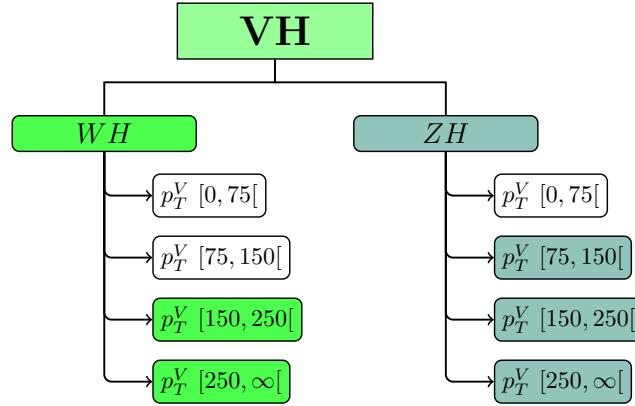 VH
WH
p_T^V [0, 75[
p_T^V [75, 150[
p_T^V [150, 250[
p_T^V [250, ∞[
ZH
p_T^V [0, 75[
p_T^V [75, 150[
p_T^V [150, 250[
p_T^V [250, ∞[